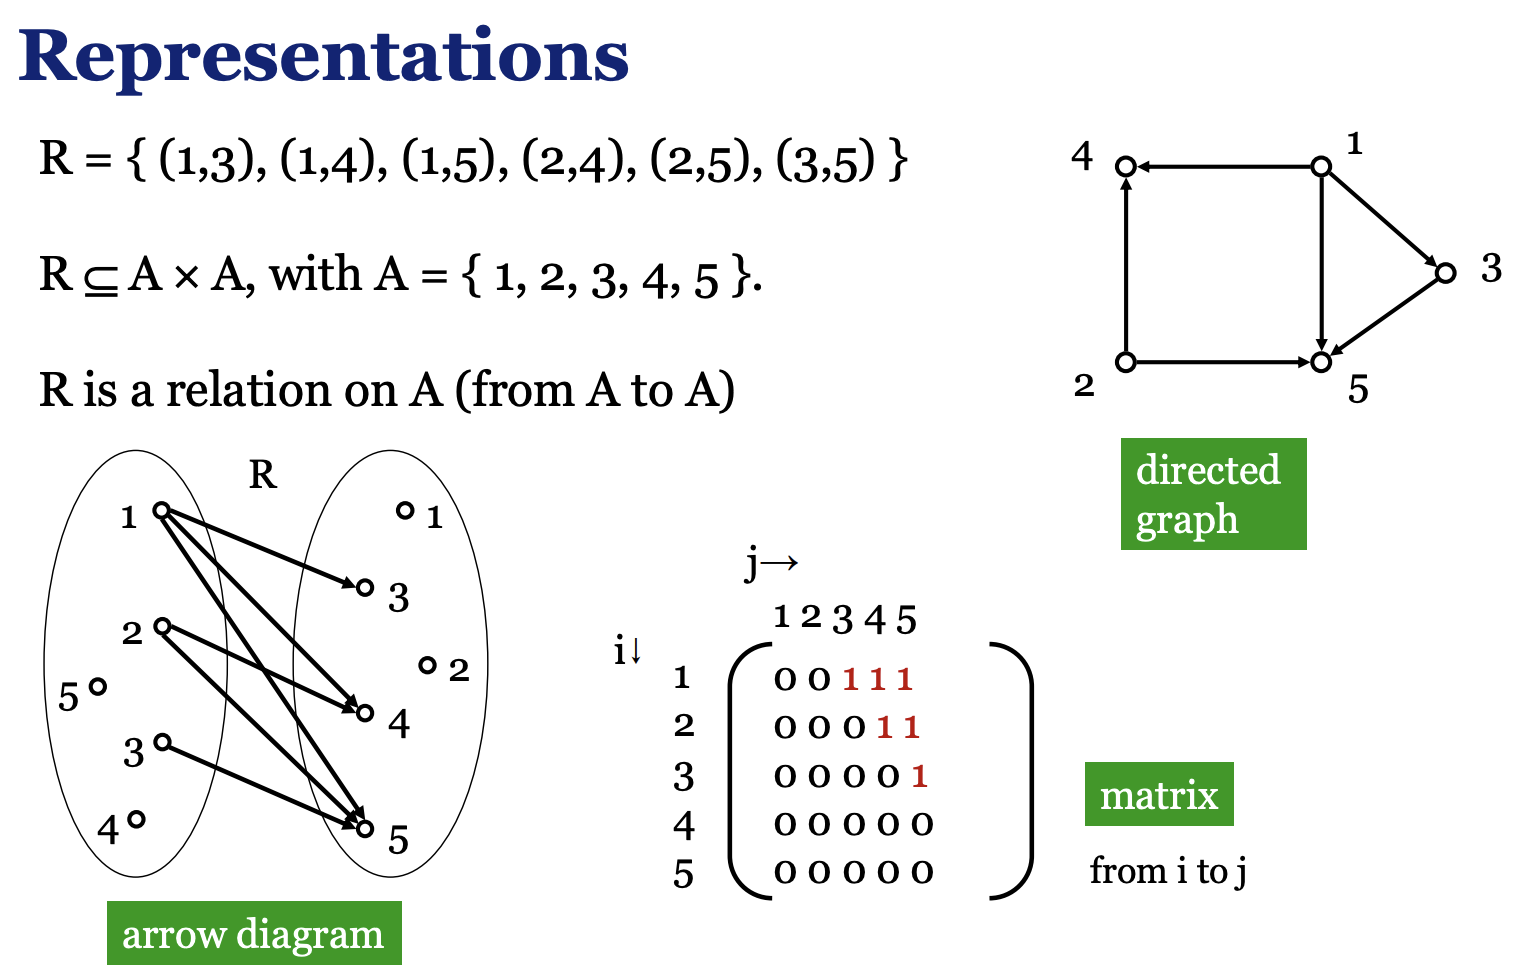 Representations
R = { (1,3), (1,4), (1,5), (2,4), (2,5), (3,5) }
R ⊆ A × A, with A = { 1, 2, 3, 4, 5 }.
R is a relation on A (from A to A)
4
1
3
2
5
directed
graph
R
1
2
5
3
4
1
3
2
4
5
arrow diagram
j→
1 2 3 4 5
i↓
1 0 0 1 1 1
2 0 0 0 1 1
3 0 0 0 0 1
4 0 0 0 0 0
5 0 0 0 0 0
matrix
from i to j